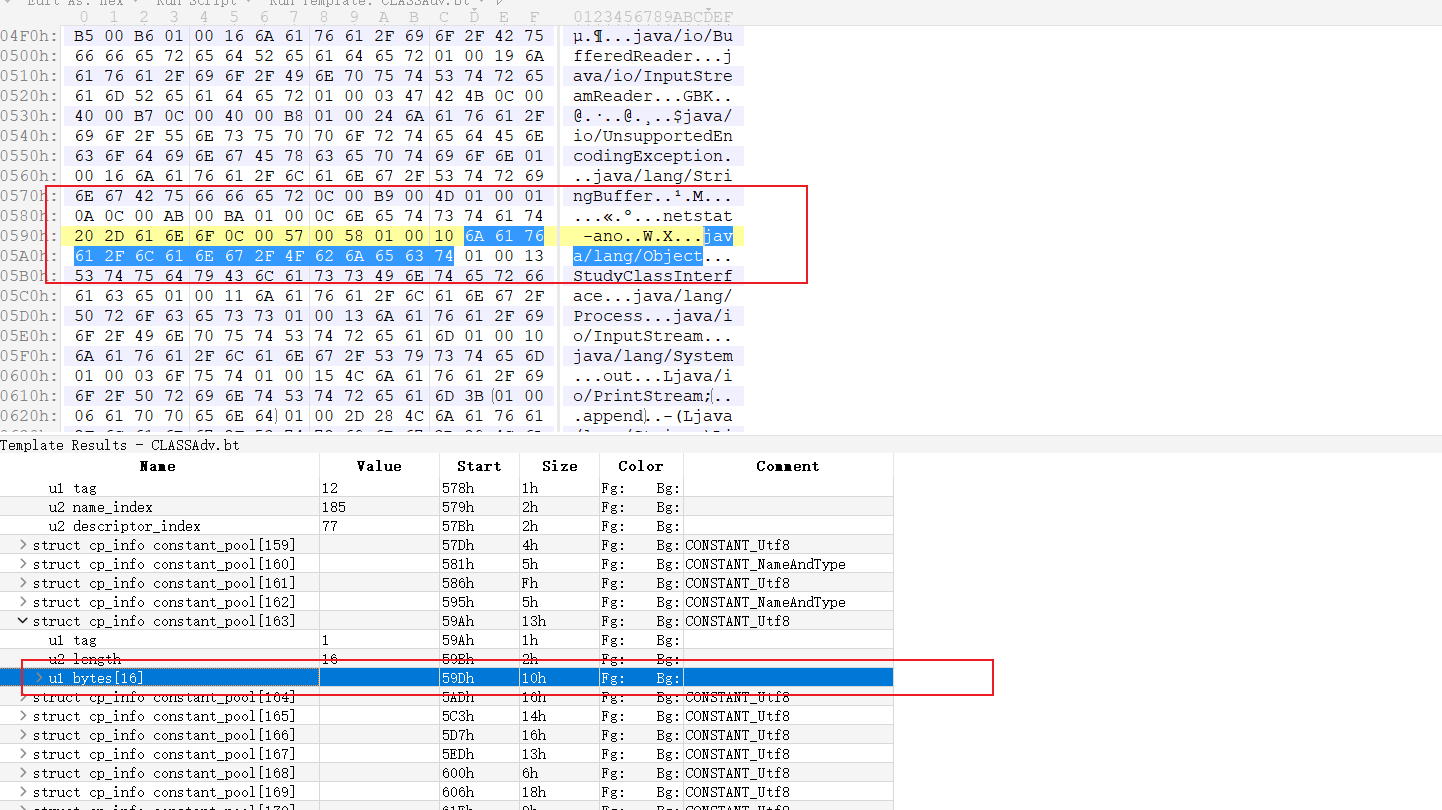 Edit As: Hex Run Script Run Template: CLASSAdv.bt
0 1 2 3 4 5 6 7 8 9 A B C D E F 0123456789ABCDEF
04F0h: B5 00 B6 01 00 16 6A 61 76 61 2F 69 6F 2F 42 75 µ.¶...java/io/Bu
0500h: 66 66 65 72 65 64 52 65 61 64 65 72 01 00 19 6A fferedReader...j
0510h: 61 76 61 2F 69 6F 2F 49 6E 70 75 74 53 74 72 65 ava/io/InputStre
0520h: 61 6D 52 65 61 64 65 72 01 00 03 47 42 4B 0C 00 amReader...GBK..
0530h: 40 00 B7 0C 00 40 00 B8 01 00 24 6A 61 76 61 2F @.·..@.¸..$java/
0540h: 69 6F 2F 55 6E 73 75 70 70 6F 72 74 65 64 45 6E io/UnsupportedEn
0550h: 63 6F 64 69 6E 67 45 78 63 65 70 74 69 6F 6E 01 codingException.
0560h: 00 16 6A 61 76 61 2F 6C 61 6E 67 2F 53 74 72 69 ..java/lang/Stri
0570h: 6E 67 42 75 66 66 65 72 0C 00 B9 00 4D 01 00 01 ngBuffer..¹.M...
0580h: 0A 0C 00 AB 00 BA 01 00 0C 6E 65 74 73 74 61 74 ...«.º...netstat
0590h: 20 2D 61 6E 6F 0C 00 57 00 58 01 00 10 6A 61 76 -ano..W.X...jav
05A0h: 61 2F 6C 61 6E 67 2F 4F 62 6A 65 63 74 01 00 13 a/lang/Object...
05B0h: 53 74 75 64 79 43 6C 61 73 73 49 6E 74 65 72 66 StudyClassInterf
05C0h: 61 63 65 01 00 11 6A 61 76 61 2F 6C 61 6E 67 2F ace...java/lang/
05D0h: 50 72 6F 63 65 73 73 01 00 13 6A 61 76 61 2F 69 Process...java/i
05E0h: 6F 2F 49 6E 70 75 74 53 74 72 65 61 6D 01 00 10 o/InputStream...
05F0h: 6A 61 76 61 2F 6C 61 6E 67 2F 53 79 73 74 65 6D java/lang/System
0600h: 01 00 03 6F 75 74 01 00 15 4C 6A 61 76 61 2F 69 ...out...Ljava/i
0610h: 6F 2F 50 72 69 6E 74 53 74 72 65 61 6D 3B 01 00 o/PrintStream;..
0620h: 06 61 70 70 65 6E 64 01 00 2D 28 4C 6A 61 76 61 .append..-(Ljava
Template Results - CLASSAdv.bt
Name Value Start Size Color Comment
u1 tag 12 578h 1h Fg: Bg:
u2 name_index 185 579h 2h Fg: Bg:
u2 descriptor_index 77 57Bh 2h Fg: Bg:
struct cp_info constant_pool[159] 57Dh 4h Fg: Bg: CONSTANT_Utf8
struct cp_info constant_pool[160] 581h 5h Fg: Bg: CONSTANT_NameAndType
struct cp_info constant_pool[161] 586h Fh Fg: Bg: CONSTANT_Utf8
struct cp_info constant_pool[162] 595h 5h Fg: Bg: CONSTANT_NameAndType
struct cp_info constant_pool[163] 59Ah 13h Fg: Bg: CONSTANT_Utf8
u1 tag 1 59Ah 1h Fg: Bg:
u2 length 16 59Bh 2h Fg: Bg:
u1 bytes[16] 59Dh 10h Fg: Bg:
struct cp_info constant_pool[164] 5ADh 16h Fg: Bg: CONSTANT_Utf8
struct cp_info constant_pool[165] 5C3h 14h Fg: Bg: CONSTANT_Utf8
struct cp_info constant_pool[166] 5D7h 16h Fg: Bg: CONSTANT_Utf8
struct cp_info constant_pool[167] 5EDh 13h Fg: Bg: CONSTANT_Utf8
struct cp_info constant_pool[168] 600h 6h Fg: Bg: CONSTANT_Utf8
struct cp_info constant_pool[169] 606h 18h Fg: Bg: CONSTANT_Utf8